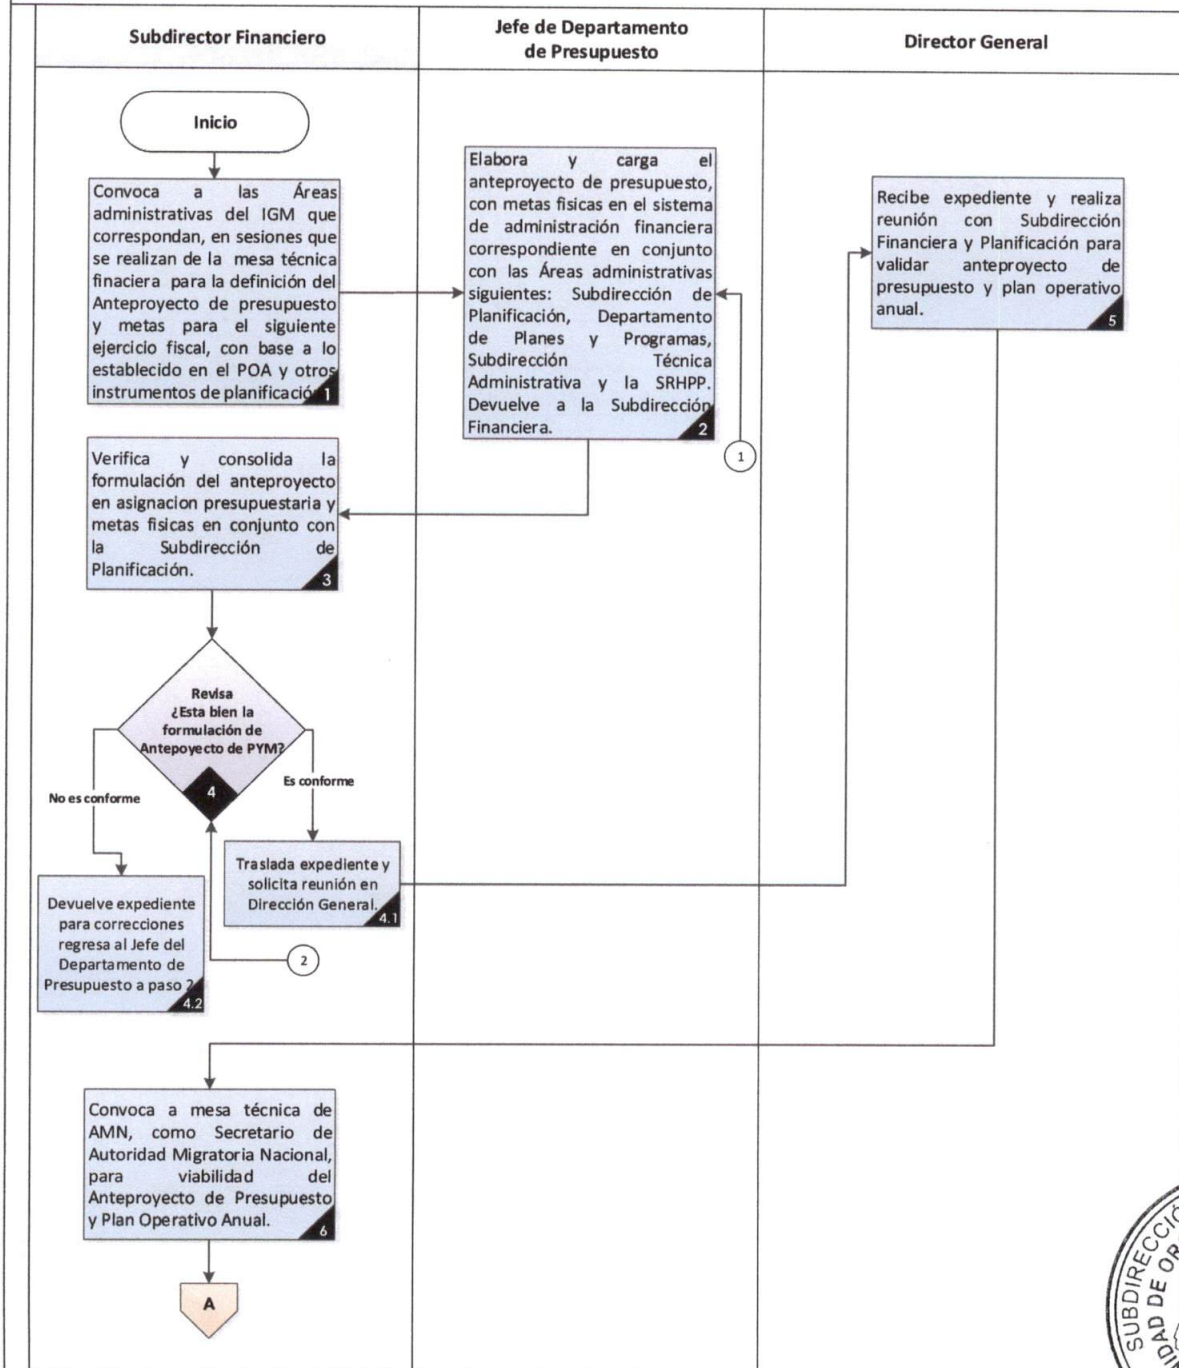 Subdirector Financiero
Jefe de Departamento
de Presupuesto
Director General
Inicio
Convoca a las Áreas
administrativas del IGM que
correspondan, en sesiones que
se realizan de la mesa técnica
finaciera para la definición del
Anteproyecto de presupuesto
y metas para el siguiente
ejercicio fiscal, con base a lo
establecido en el POA y otros
instrumentos de planificación
1
Elabora y carga el
anteproyecto de presupuesto,
con metas fisicas en el sistema
de administración financiera
correspondiente en conjunto
con las Áreas administrativas
siguientes: Subdirección de
Planificación, Departamento
de Planes y Programas,
Subdirección Técnica
Administrativa y la SRHPP.
Devuelve a la Subdirección
Financiera.
2
1
Recibe expediente y realiza
reunión con Subdirección
Financiera y Planificación para
validar anteproyecto de
presupuesto y plan operativo
anual.
5
Verifica y consolida la
formulación del anteproyecto
en asignacion presupuestaria y
metas fisicas en conjunto con
la Subdirección de
Planificación.
3
Revisa
¿Esta bien la
formulación de
Antepoyecto de PYM?
4
No es conforme
Es conforme
Traslada expediente y
solicita reunión en
Dirección General.
4.1
Devuelve expediente
para correcciones
regresa al Jefe del
Departamento de
Presupuesto a paso 2
4.2
2
Convoca a mesa técnica de
AMN, como Secretario de
Autoridad Migratoria Nacional,
para viabilidad del
Anteproyecto de Presupuesto
y Plan Operativo Anual.
6
A